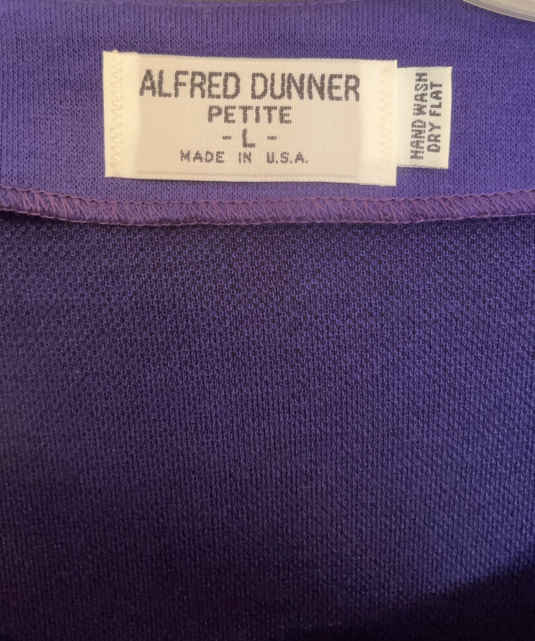 ALFRED DUNNER
PETITE
- L -
MADE IN U.S.A.
HAND WASH
DRY FLAT